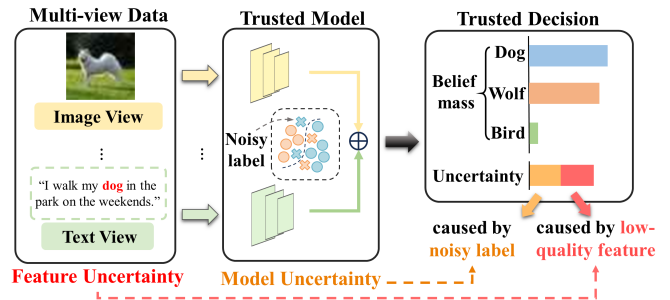 Multi-view Data
Image View
⋮
“I walk my dog in the
park on the weekends.”
Text View
Feature Uncertainty
⋮
Trusted Model
Noisy
label
Model Uncertainty
Trusted Decision
Belief
mass
Dog
Wolf
Bird
Uncertainty
caused by
noisy label
caused by low-
quality feature